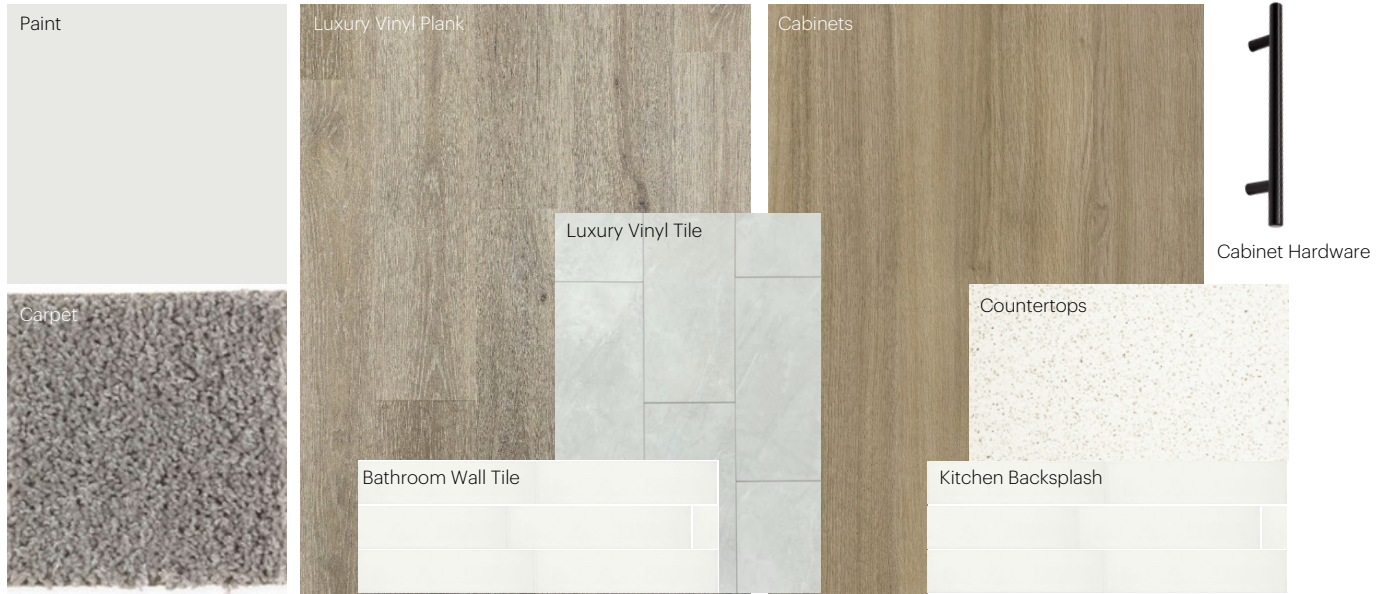 Paint
Luxury Vinyl Plank
Cabinets
Luxury Vinyl Tile
Cabinet Hardware
Carpet
Countertops
Bathroom Wall Tile
Kitchen Backsplash